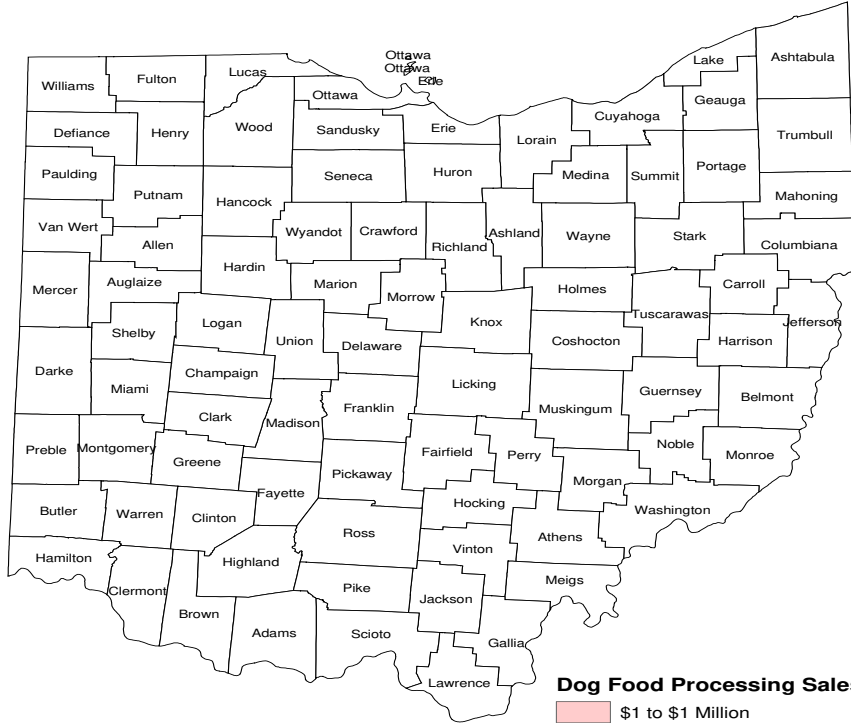 Ottawa
Ottawa
Erie
Lake
Ashtabula
Williams
Fulton
Lucas
Ottawa
Geauga
Defiance
Henry
Wood
Sandusky
Erie
Lorain
Cuyahoga
Trumbull
Paulding
Putnam
Hancock
Seneca
Huron
Medina
Summit
Portage
Mahoning
Van Wert
Allen
Wyandot
Crawford
Richland
Ashland
Wayne
Stark
Columbiana
Mercer
Auglaize
Hardin
Marion
Morrow
Holmes
Carroll
Shelby
Logan
Union
Knox
Coshocton
Tuscarawas
Harrison
Jefferson
Darke
Miami
Champaign
Delaware
Licking
Muskingum
Guernsey
Belmont
Clark
Madison
Franklin
Preble
Montgomery
Greene
Fairfield
Perry
Noble
Monroe
Pickaway
Morgan
Butler
Warren
Clinton
Fayette
Hocking
Washington
Ross
Athens
Hamilton
Highland
Vinton
Clermont
Pike
Jackson
Meigs
Brown
Adams
Scioto
Gallia
Lawrence
Dog Food Processing Sale
$1 to $1 Million